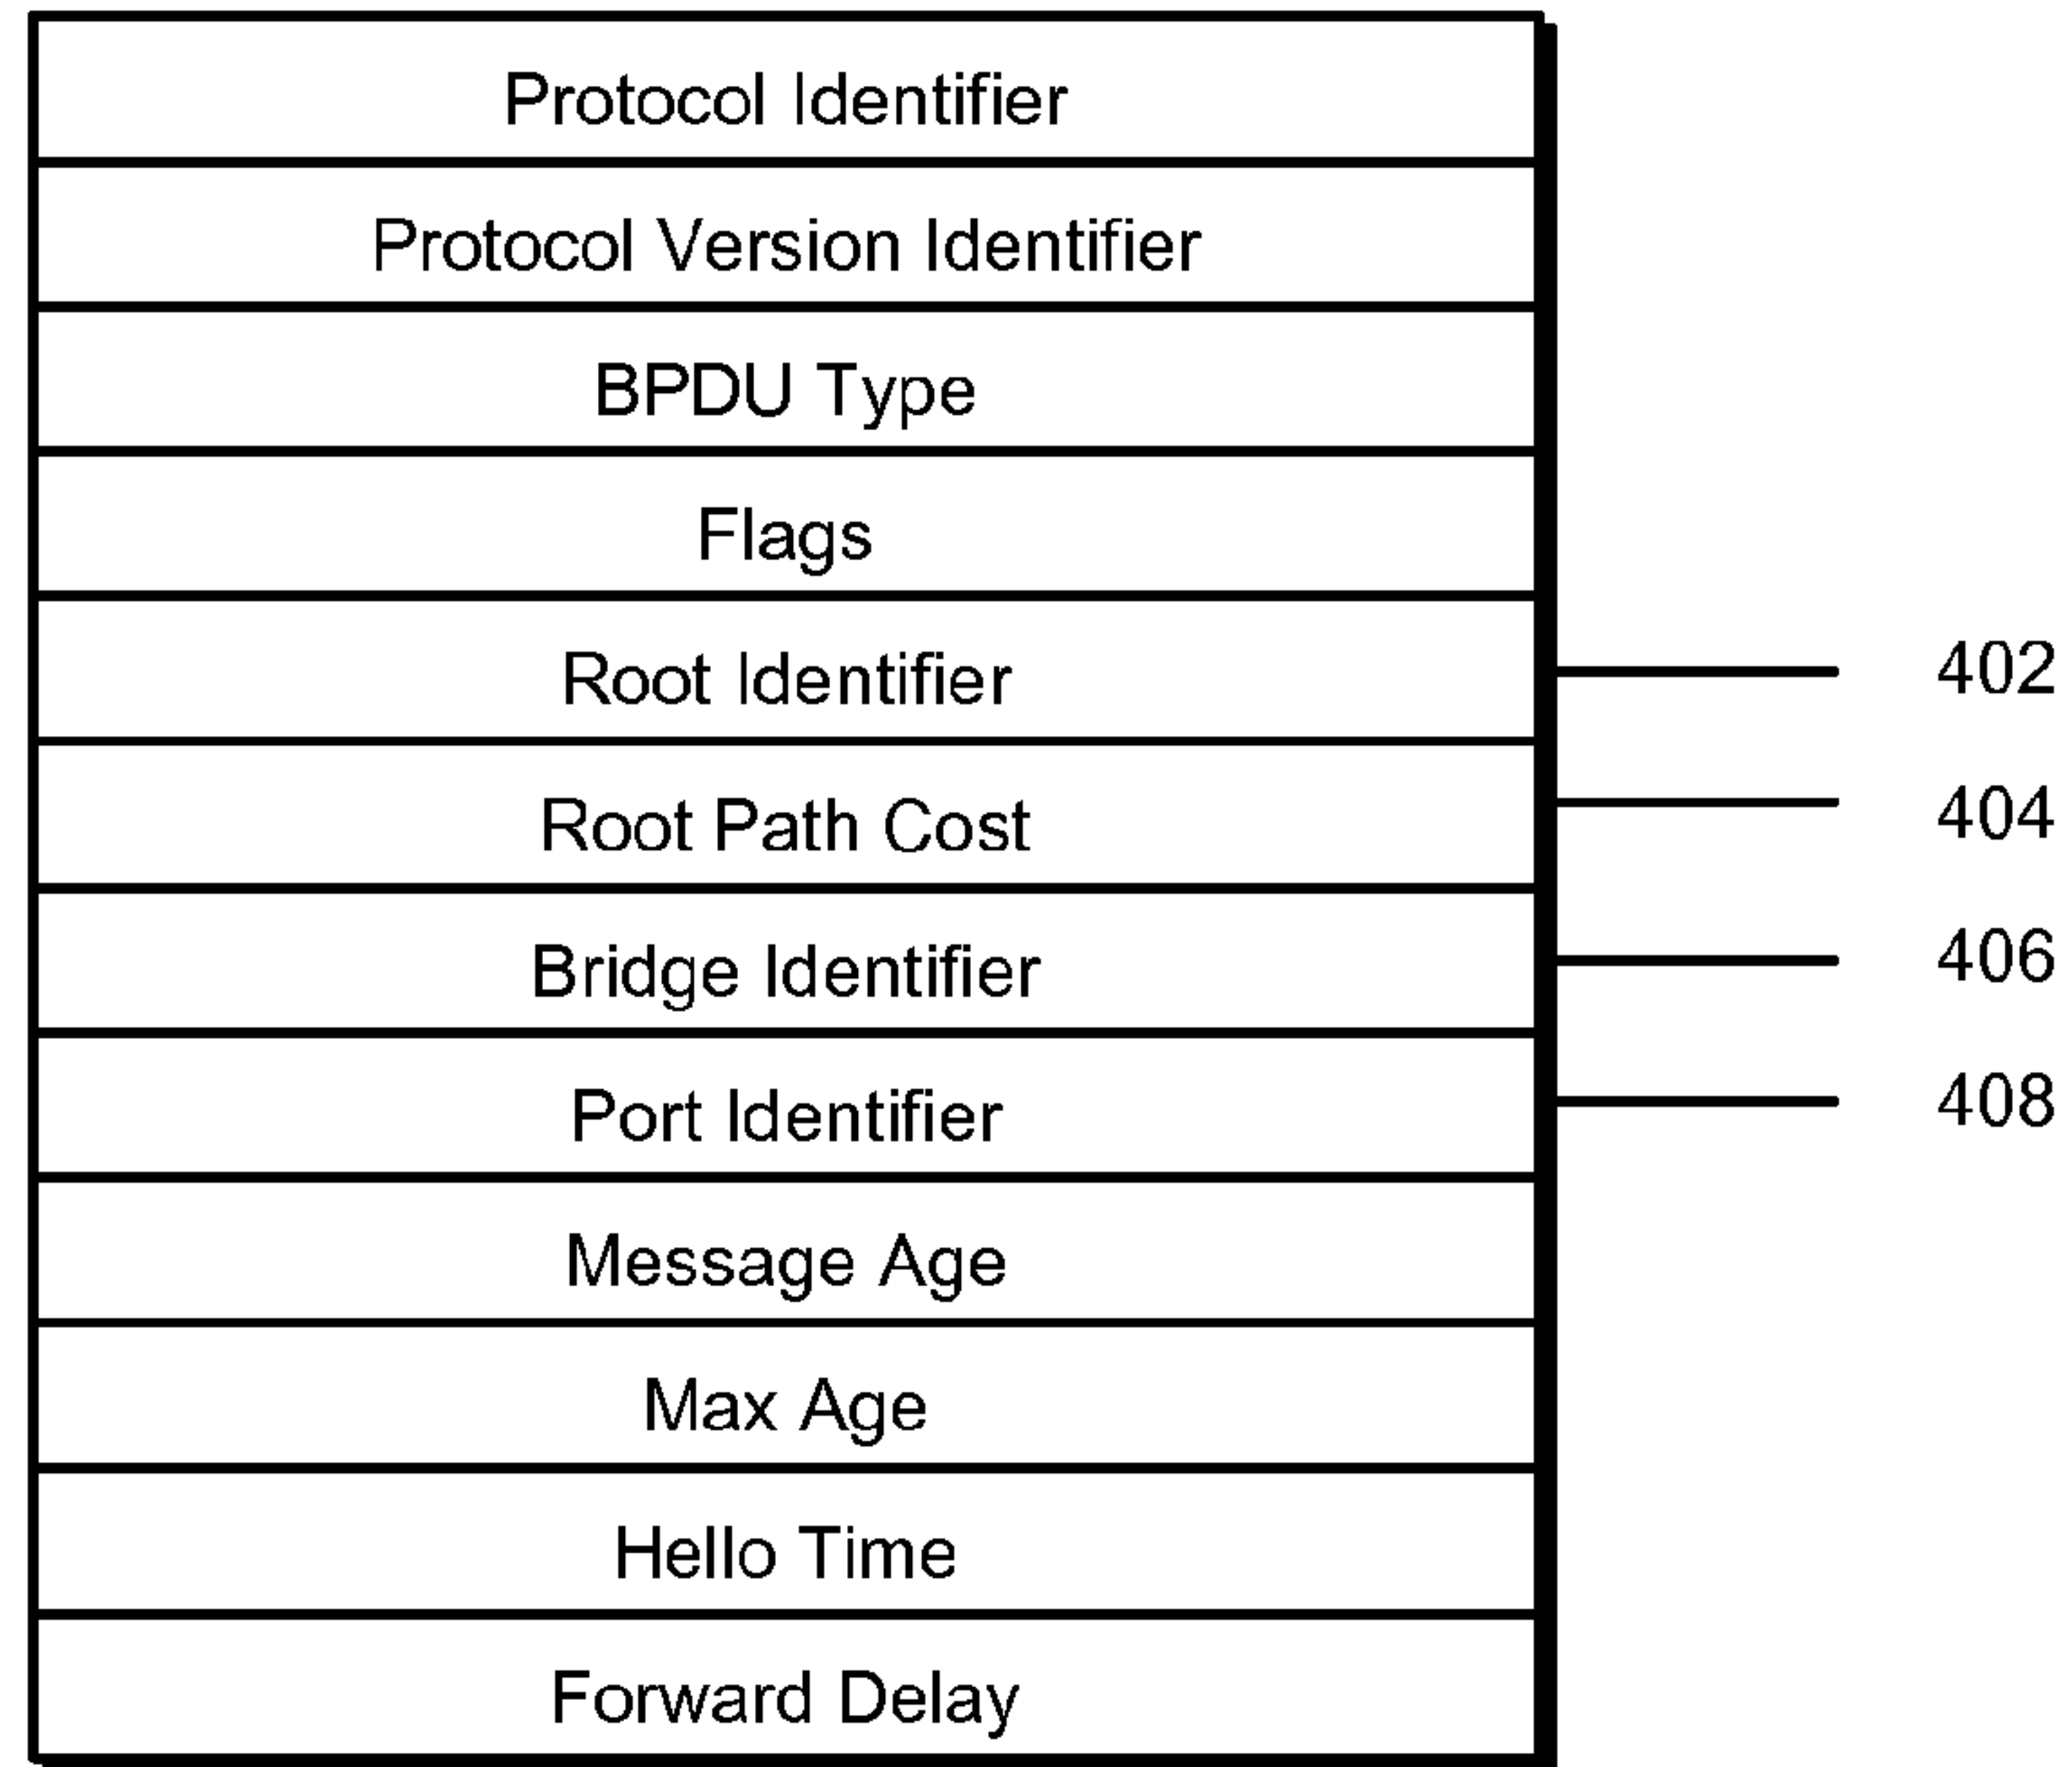 Protocol Identifier
Protocol Version Identifier
BPDU Type
Flags
Root Identifier 402
Root Path Cost 404
Bridge Identifier 406
Port Identifier 408
Message Age
Max Age
Hello Time
Forward Delay